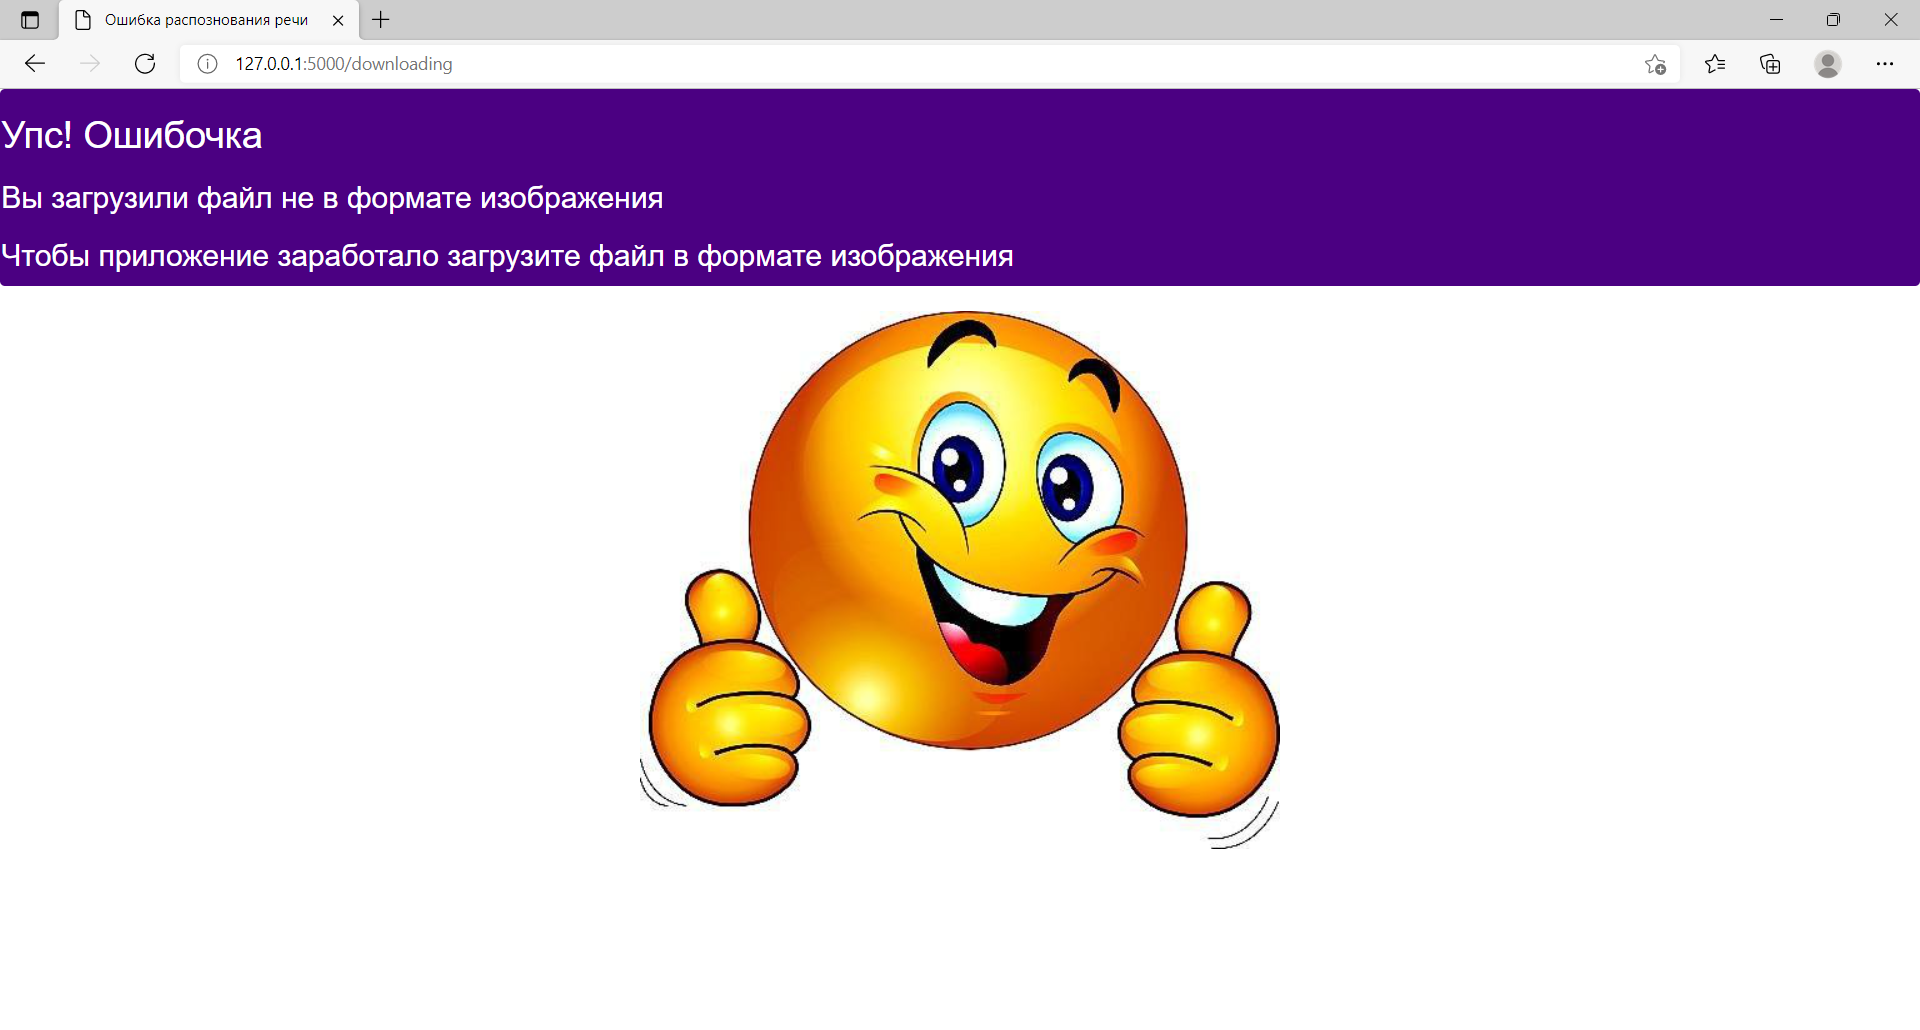 Ошибка распознования речи
127.0.0.1:5000/downloading
Упс! Ошибочка
Вы загрузили файл не в формате изображения
Чтобы приложение заработало загрузите файл в формате изображения